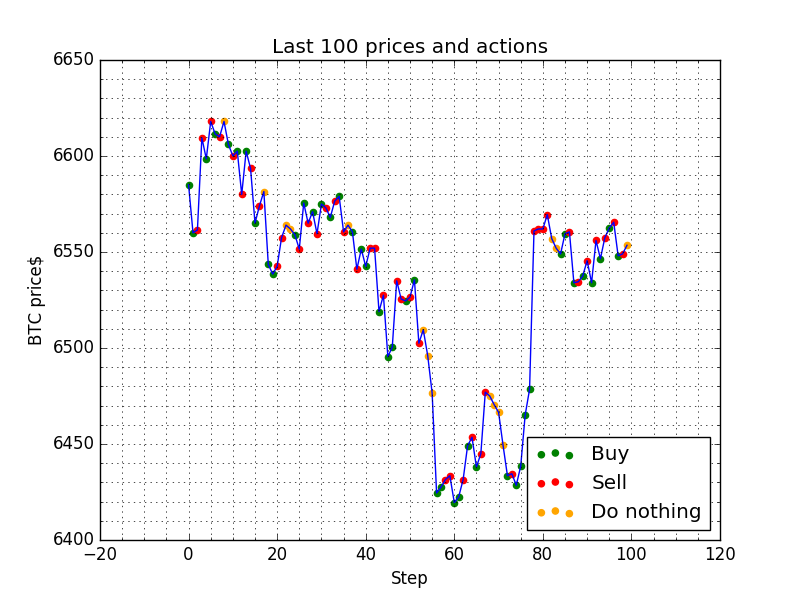 Last 100 prices and actions
6650
6600
6550
6500
6450
6400
BTC price$
Buy
Sell
Do nothing
−20 0 20 40 60 80 100 120
Step